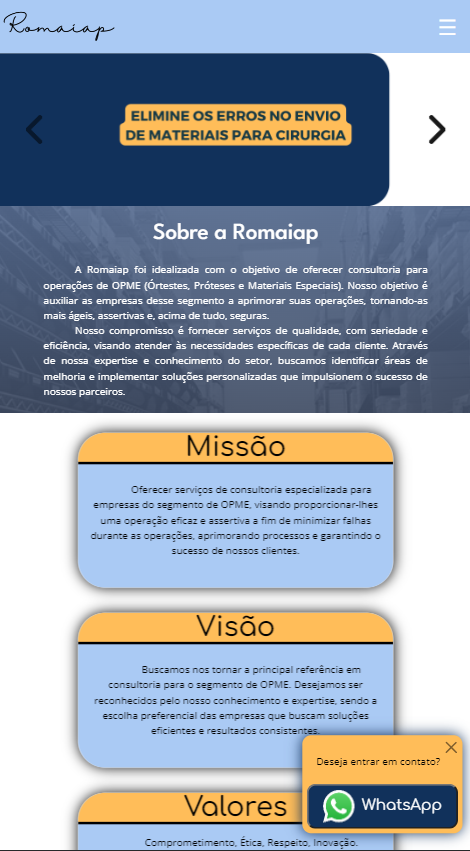 Romaiap
ELIMINE OS ERROS NO ENVIO
DE MATERIAIS PARA CIRURGIA
Sobre a Romaiap
A Romaiap foi idealizada com o objetivo de oferecer consultoria para
operações de OPME (Órtestes, Próteses e Materiais Especiais). Nosso objetivo é
auxiliar as empresas desse segmento a aprimorar suas operações, tornando-as
mais ágeis, assertivas e, acima de tudo, seguras.
Nosso compromisso é fornecer serviços de qualidade, com seriedade e
eficiência, visando atender às necessidades específicas de cada cliente. Através
de nossa expertise e conhecimento do setor, buscamos identificar áreas de
melhoria e implementar soluções personalizadas que impulsionem o sucesso de
nossos parceiros.
Missão
Oferecer serviços de consultoria especializada para
empresas do segmento de OPME, visando proporcionar-lhes
uma operação eficaz e assertiva a fim de minimizar falhas
durante as operações, aprimorando processos e garantindo o
sucesso de nossos clientes.
Visão
Buscamos nos tornar a principal referência em
consultoria para o segmento de OPME. Desejamos ser
reconhecidos pelo nosso conhecimento e expertise, sendo a
escolha preferencial das empresas que buscam soluções
eficientes e resultados consistentes.
Deseja entrar em contato?
WhatsApp
Valores
Comprometimento, Ética, Respeito, Inovação.